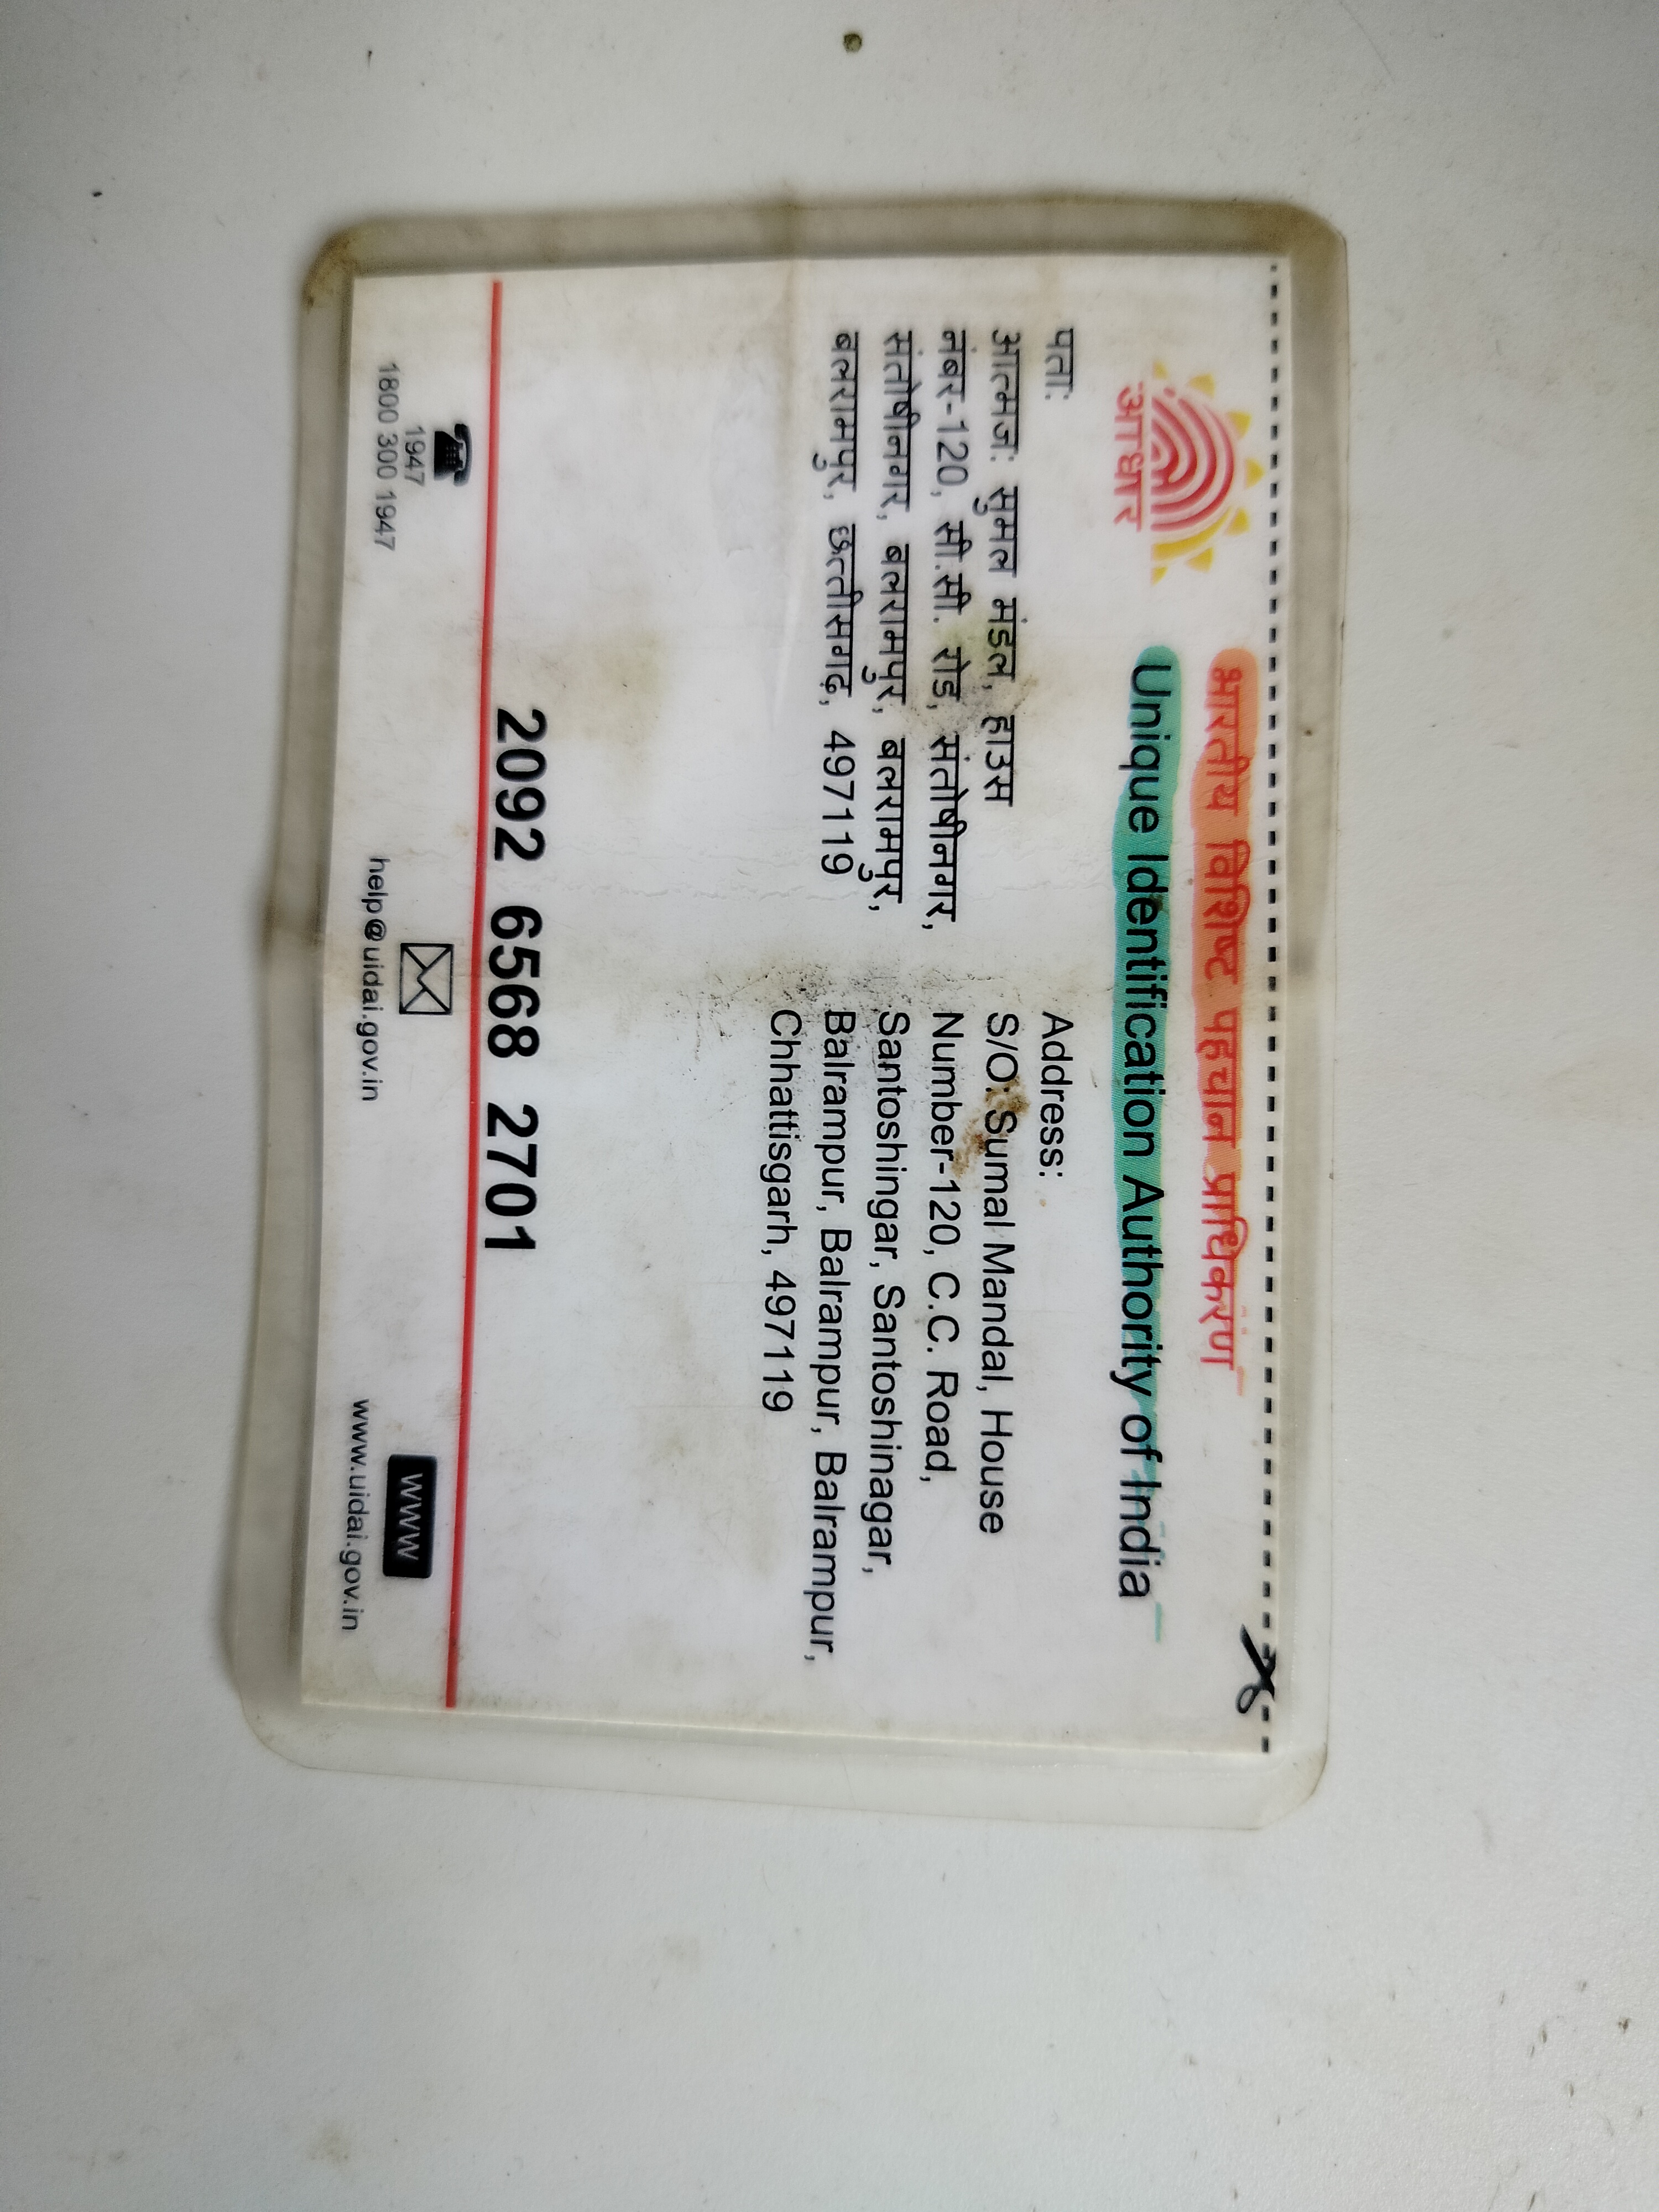 भारतीय विशिष्ट पहचान प्राधिकरण
Unique Identification Authority of India
आधार
पता:
आत्मज: सुमल मंडल, हाउस
नंबर-120, सी.सी. रोड, संतोषीनगर,
संतोषीनगर, बलरामपुर, बलरामपुर,
बलरामपुर, छत्तीसगढ़, 497119
Address:
S/O: Sumal Mandal, House
Number-120, C.C. Road,
Santoshingar, Santoshinagar,
Balrampur, Balrampur, Balrampur,
Chhattisgarh, 497119
2092 6568 2701
1947
1800 300 1947
help@uidai.gov.in
www
www.uidai.gov.in